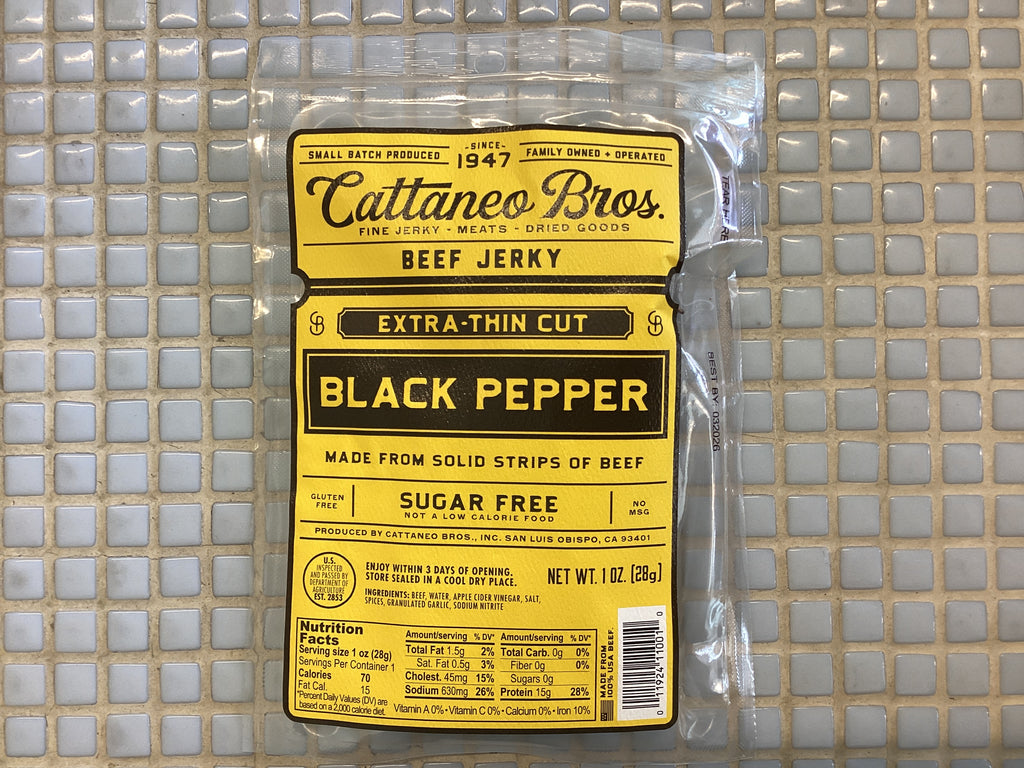 SMALL BATCH PRODUCED
-SINCE-
1947
FAMILY OWNED + OPERATED
Cattaneo Bros.
FINE JERKY - MEATS - DRIED GOODS
BEEF JERKY
CB EXTRA-THIN CUT CB
BLACK PEPPER
MADE FROM SOLID STRIPS OF BEEF
GLUTEN
FREE
SUGAR FREE
NOT A LOW CALORIE FOOD
NO
MSG
PRODUCED BY CATTANEO BROS., INC. SAN LUIS OBISPO, CA 93401
U.S.
INSPECTED
AND PASSED BY
DEPARTMENT OF
AGRICULTURE
EST. 2853
ENJOY WITHIN 3 DAYS OF OPENING.
STORE SEALED IN A COOL DRY PLACE.
INGREDIENTS: BEEF, WATER, APPLE CIDER VINEGAR, SALT,
SPICES, GRANULATED GARLIC, SODIUM NITRITE
NET WT. 1 OZ. [28g]
Nutrition
Facts
Serving size 1 oz (28g)
Servings Per Container 1
Calories 70
Fat Cal. 15
*Percent Daily Values (DV) are
based on a 2,000 calorie diet.
Amount/serving % DV*
Total Fat 1.5g 2%
Sat. Fat 0.5g 3%
Cholest. 45mg 15%
Sodium 630mg 26%
Amount/serving % DV*
Total Carb. 0g 0%
Fiber 0g 0%
Sugars 0g
Protein 15g 28%
Vitamin A 0% • Vitamin C 0% • Calcium 0% • Iron 10%
MADE FROM
100% USA BEEF.
0 11924 11001 0
TEAR HERE
BEST BY 032026